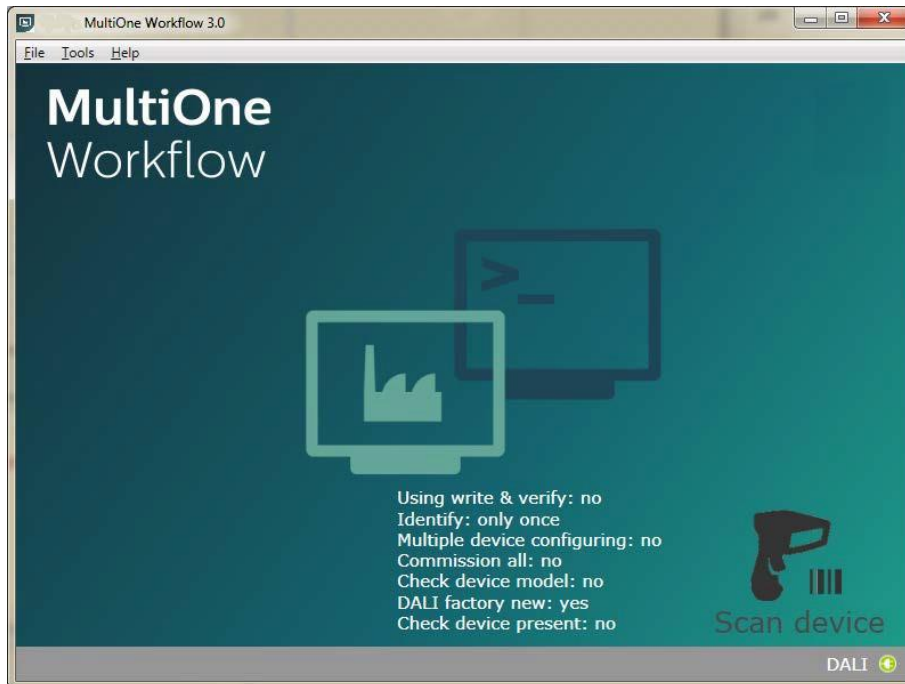 MultiOne Workflow 3.0
File Tools Help
MultiOne
Workflow
>_
Using write & verify: no
Identify: only once
Multiple device configuring: no
Commission all: no
Check device model: no
DALI factory new: yes
Check device present: no
Scan device
DALI